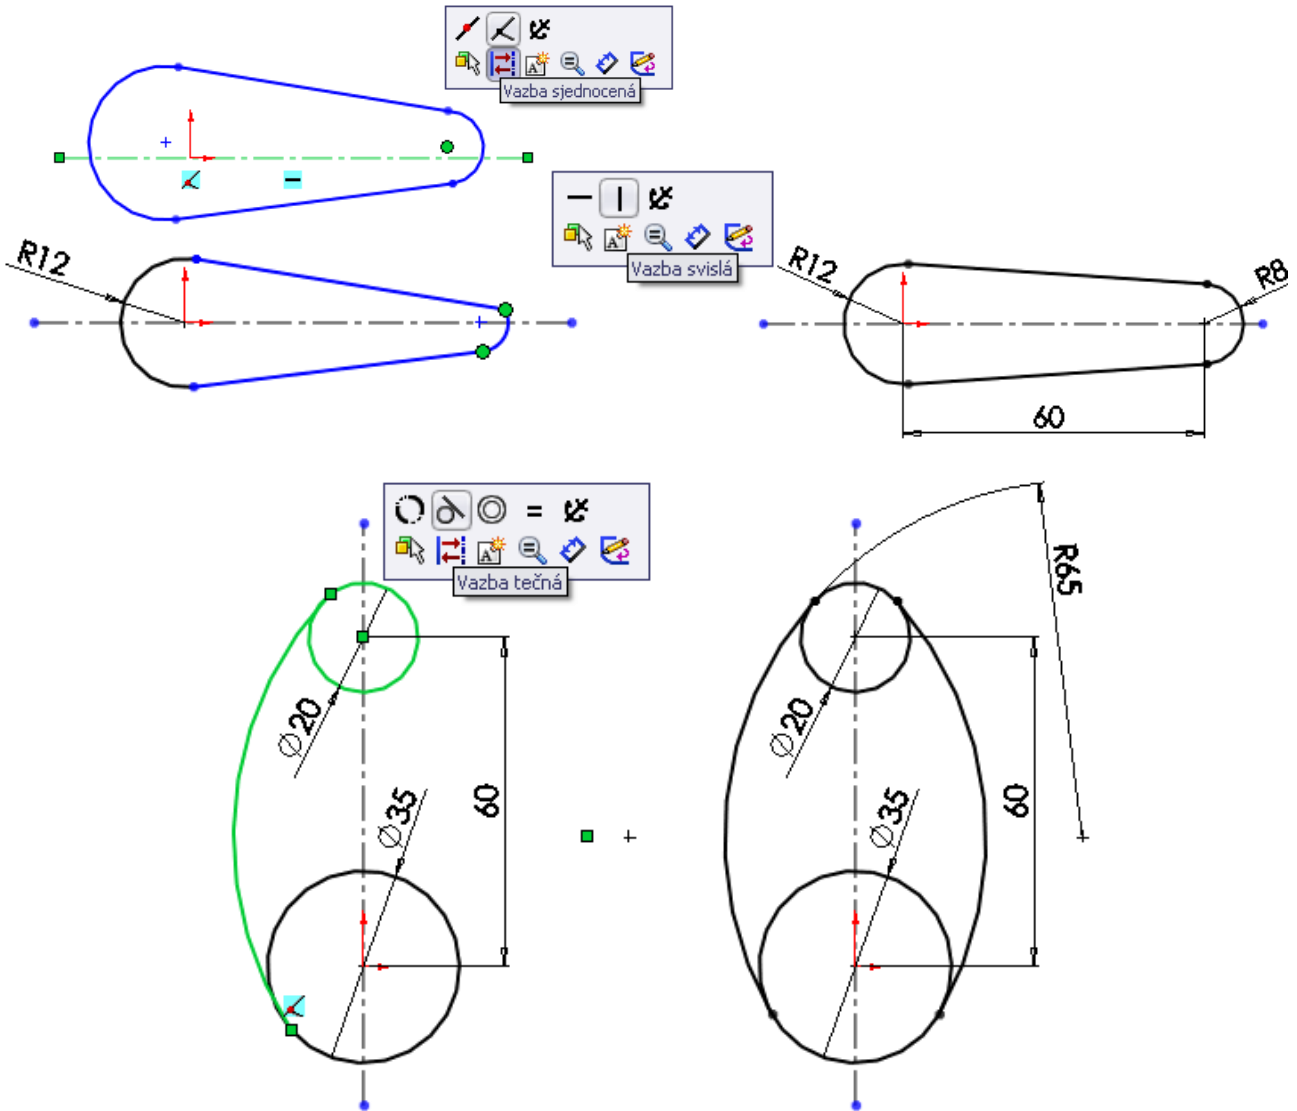 Vazba sjednocená
R12
Vazba svislá
R12
R8
60
Vazba tečná
R65
∅20
∅35
60
∅20
∅35
60